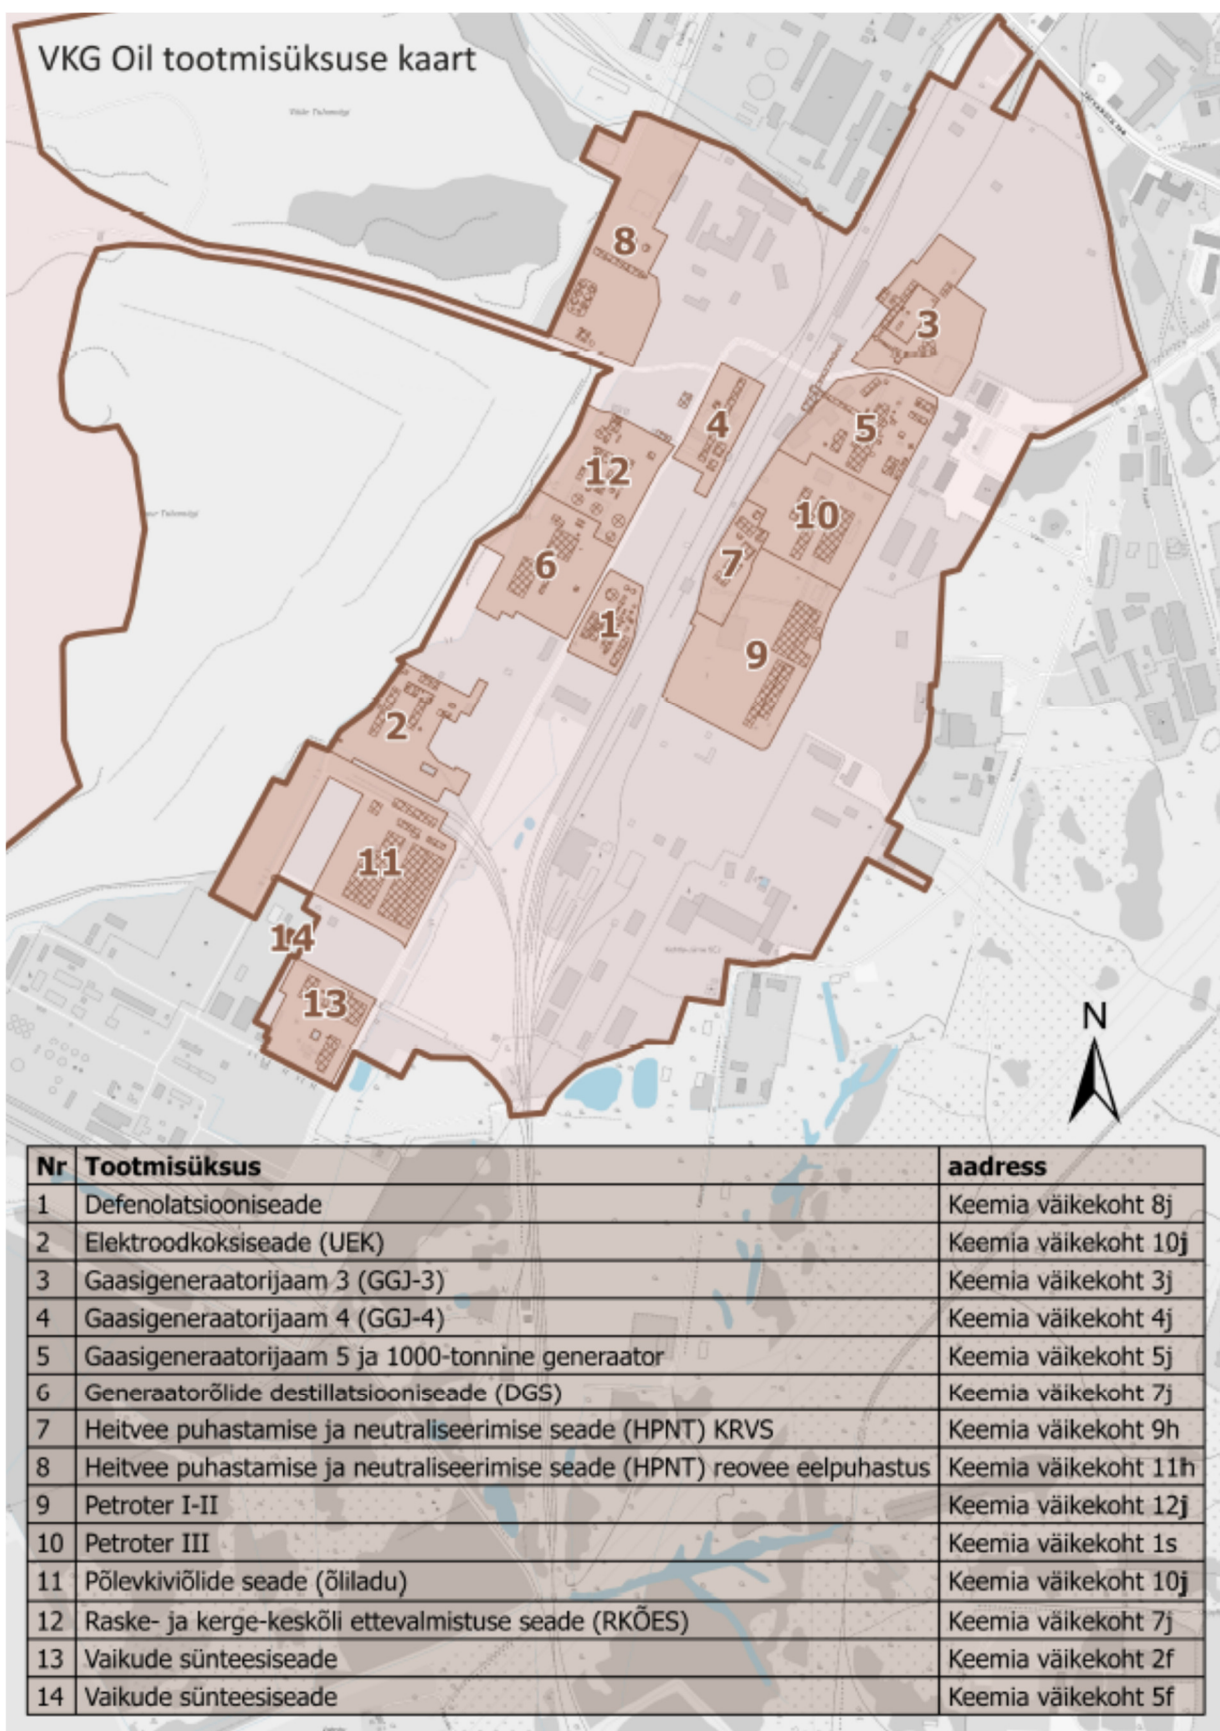 VKG Oil tootmisüksuse kaart
8
3
4
5
12
10
6
7
1
9
2
11
14
13
N
Nr Tootmisüksus aadress
1 Defenolatsiooniseade Keemia väikekoht 8j
2 Elektroodkoksiseade (UEK) Keemia väikekoht 10j
3 Gaasigeneraatorijaam 3 (GGJ-3) Keemia väikekoht 3j
4 Gaasigeneraatorijaam 4 (GGJ-4) Keemia väikekoht 4j
5 Gaasigeneraatorijaam 5 ja 1000-tonnine generaator Keemia väikekoht 5j
6 Generaatorõlide destillatsiooniseade (DGS) Keemia väikekoht 7j
7 Heitvee puhastamise ja neutraliseerimise seade (HPNT) KRVS Keemia väikekoht 9h
8 Heitvee puhastamise ja neutraliseerimise seade (HPNT) reovee eelpuhastus Keemia väikekoht 11h
9 Petroter I-II Keemia väikekoht 12j
10 Petroter III Keemia väikekoht 1s
11 Põlevkiviõlide seade (õliladu) Keemia väikekoht 10j
12 Raske- ja kerge-keskõli ettevalmistuse seade (RKÕES) Keemia väikekoht 7j
13 Vaikude sünteesiseade Keemia väikekoht 2f
14 Vaikude sünteesiseade Keemia väikekoht 5f